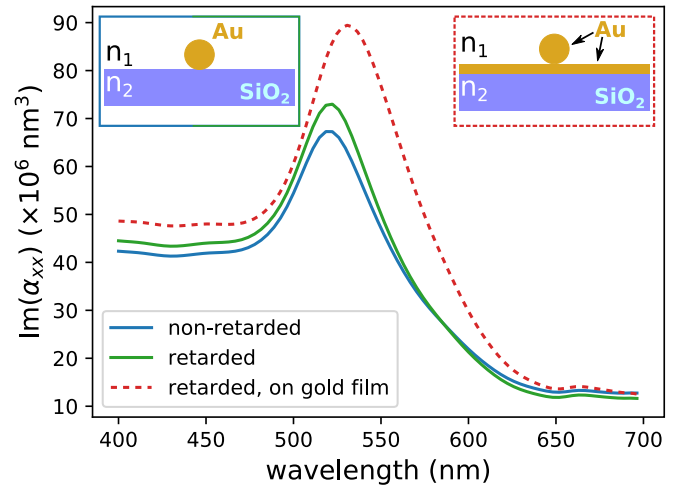 Au
n₁
n₂
SiO₂
Au
n₁
n₂
SiO₂
Im(αₓₓ) (×10⁶ nm³)
90
80
70
60
50
40
30
20
10
non-retarded
retarded
retarded, on gold film
400 450 500 550 600 650 700
wavelength (nm)